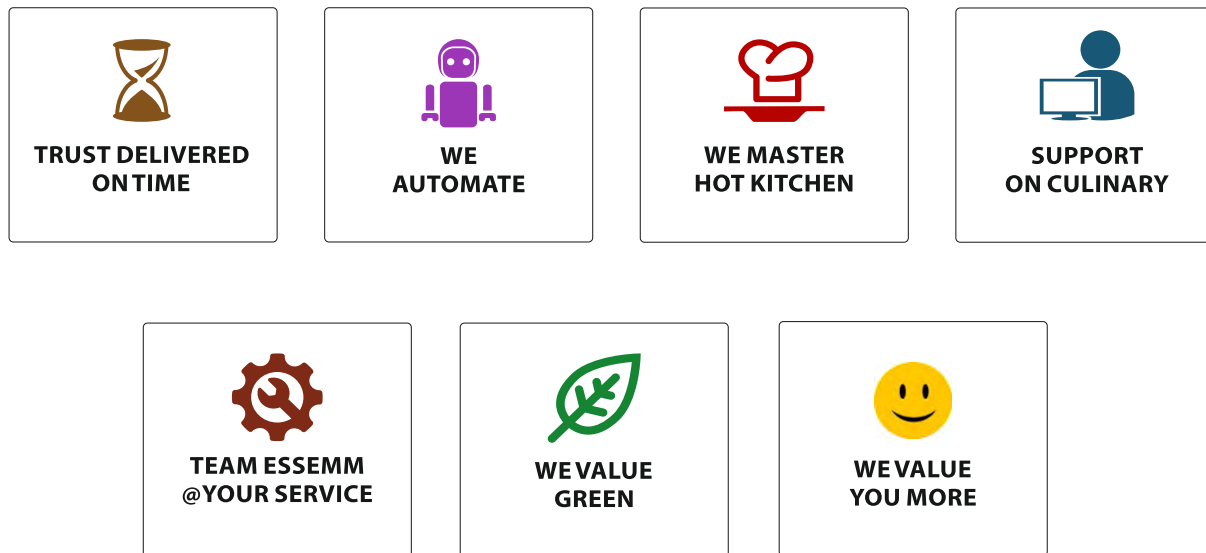 TRUST DELIVERED
ON TIME
WE
AUTOMATE
WE MASTER
HOT KITCHEN
SUPPORT
ON CULINARY
TEAM ESSEMM
@YOUR SERVICE
WE VALUE
GREEN
WE VALUE
YOU MORE